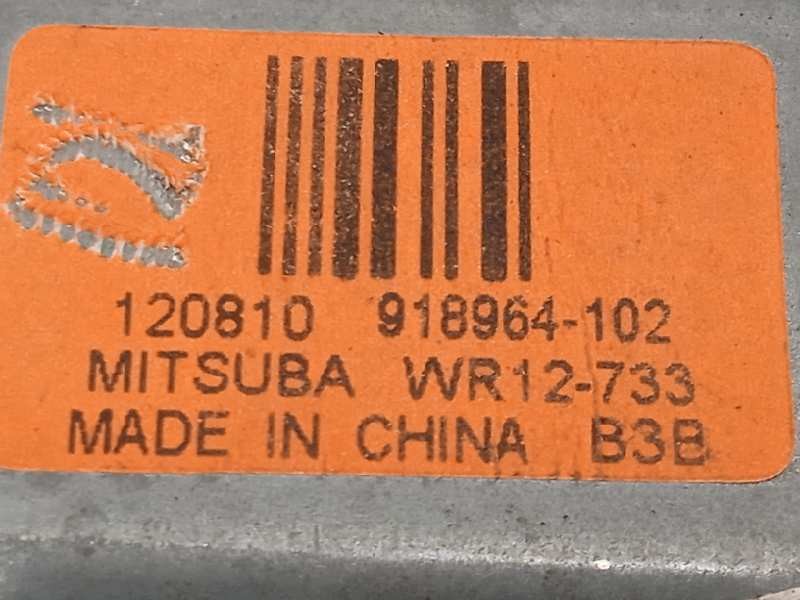 120810 918964-102
MITSUBA WR12-733
MADE IN CHINA B3B